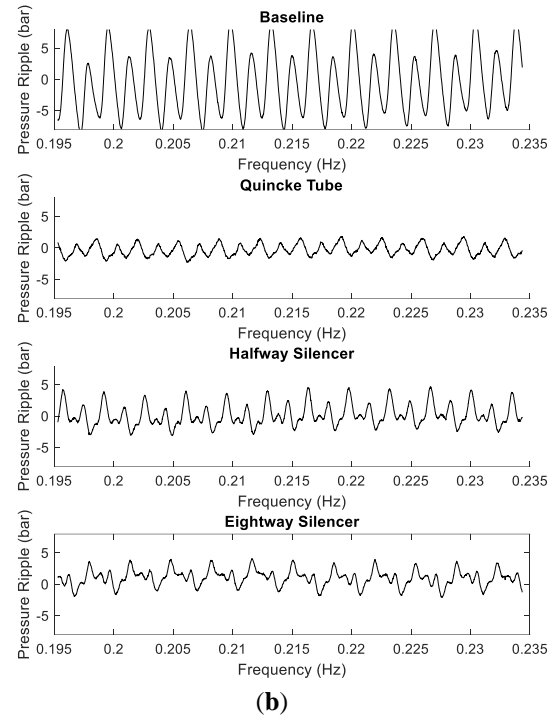 Baseline
Pressure Ripple (bar)
5
0
-5
0.195 0.2 0.205 0.21 0.215 0.22 0.225 0.23 0.235
Frequency (Hz)
Quincke Tube
Pressure Ripple (bar)
5
0
-5
0.195 0.2 0.205 0.21 0.215 0.22 0.225 0.23 0.235
Frequency (Hz)
Halfway Silencer
Pressure Ripple (bar)
5
0
-5
0.195 0.2 0.205 0.21 0.215 0.22 0.225 0.23 0.235
Frequency (Hz)
Eightway Silencer
Pressure Ripple (bar)
5
0
-5
0.195 0.2 0.205 0.21 0.215 0.22 0.225 0.23 0.235
Frequency (Hz)
(b)